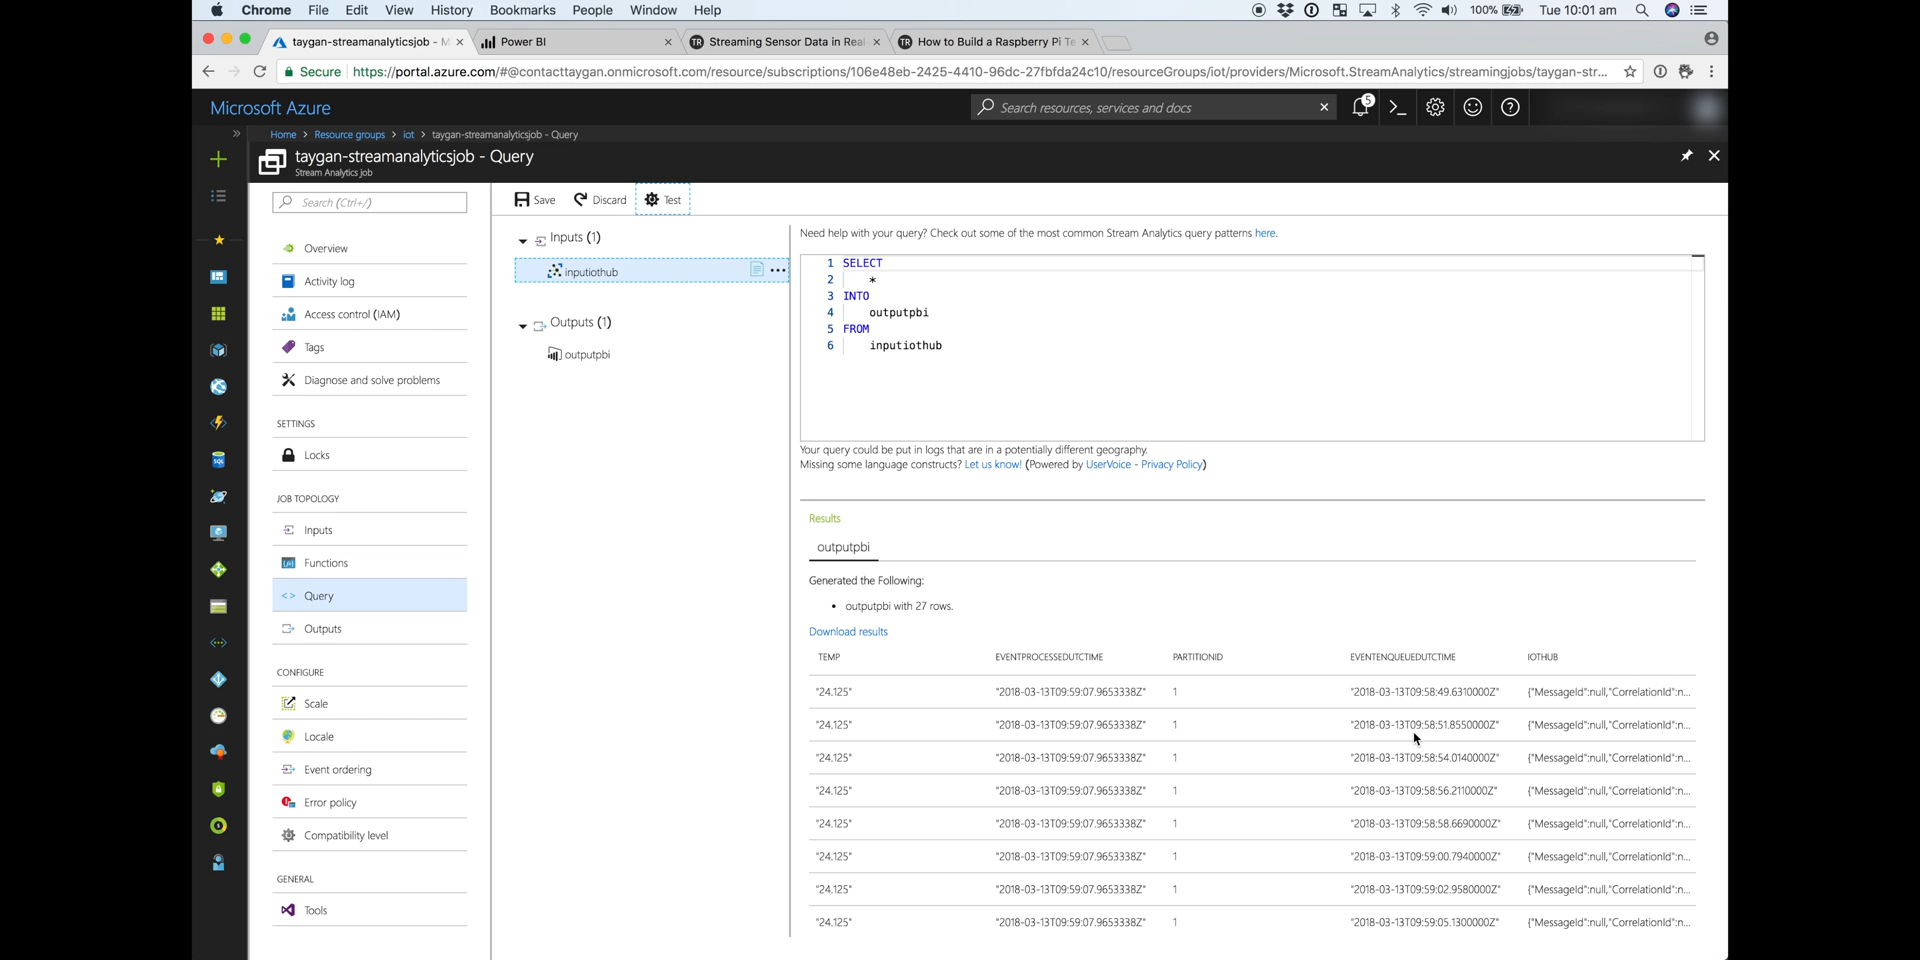 Chrome File Edit View History Bookmarks People Window Help 100% Tue 10:01 am
taygan-streamanalyticsjob - M Power BI Streaming Sensor Data in Rea How to Build a Raspberry Pi Te
Secure https://portal.azure.com/#@contacttaygan.onmicrosoft.com/resource/subscriptions/106e48eb-2425-4410-96dc-27fbfda24c10/resourceGroups/iot/providers/Microsoft.StreamAnalytics/streamingjobs/taygan-str...
Microsoft Azure Search resources, services and docs 5
Home > Resource groups > iot > taygan-streamanalyticsjob - Query
taygan-streamanalyticsjob - Query
Stream Analytics job
Search (Ctrl+/)
Overview
Activity log
Access control (IAM)
Tags
Diagnose and solve problems
SETTINGS
Locks
JOB TOPOLOGY
Inputs
Functions
Query
Outputs
CONFIGURE
Scale
Locale
Event ordering
Error policy
Compatibility level
GENERAL
Tools
Save Discard Test
Inputs (1)
inputiothub
Outputs (1)
outputpbi
Need help with your query? Check out some of the most common Stream Analytics query patterns here.
1 SELECT
2 *
3 INTO
4 outputpbi
5 FROM
6 inputiothub
Your query could be put in logs that are in a potentially different geography.
Missing some language constructs? Let us know! (Powered by UserVoice - Privacy Policy)
Results
outputpbi
Generated the Following:
• outputpbi with 27 rows.
Download results
TEMP EVENTPROCESSEDUTCTIME PARTITIONID EVENTENQUEUEDUTCTIME IOTHUB
"24.125" "2018-03-13T09:59:07.9653338Z" 1 "2018-03-13T09:58:49.6310000Z" {"MessageId":null,"CorrelationId":n...
"24.125" "2018-03-13T09:59:07.9653338Z" 1 "2018-03-13T09:58:51.8550000Z" {"MessageId":null,"CorrelationId":n...
"24.125" "2018-03-13T09:59:07.9653338Z" 1 "2018-03-13T09:58:54.0140000Z" {"MessageId":null,"CorrelationId":n...
"24.125" "2018-03-13T09:59:07.9653338Z" 1 "2018-03-13T09:58:56.2110000Z" {"MessageId":null,"CorrelationId":n...
"24.125" "2018-03-13T09:59:07.9653338Z" 1 "2018-03-13T09:58:58.6690000Z" {"MessageId":null,"CorrelationId":n...
"24.125" "2018-03-13T09:59:07.9653338Z" 1 "2018-03-13T09:59:00.7940000Z" {"MessageId":null,"CorrelationId":n...
"24.125" "2018-03-13T09:59:07.9653338Z" 1 "2018-03-13T09:59:02.9580000Z" {"MessageId":null,"CorrelationId":n...
"24.125" "2018-03-13T09:59:07.9653338Z" 1 "2018-03-13T09:59:05.1300000Z" {"MessageId":null,"CorrelationId":n...